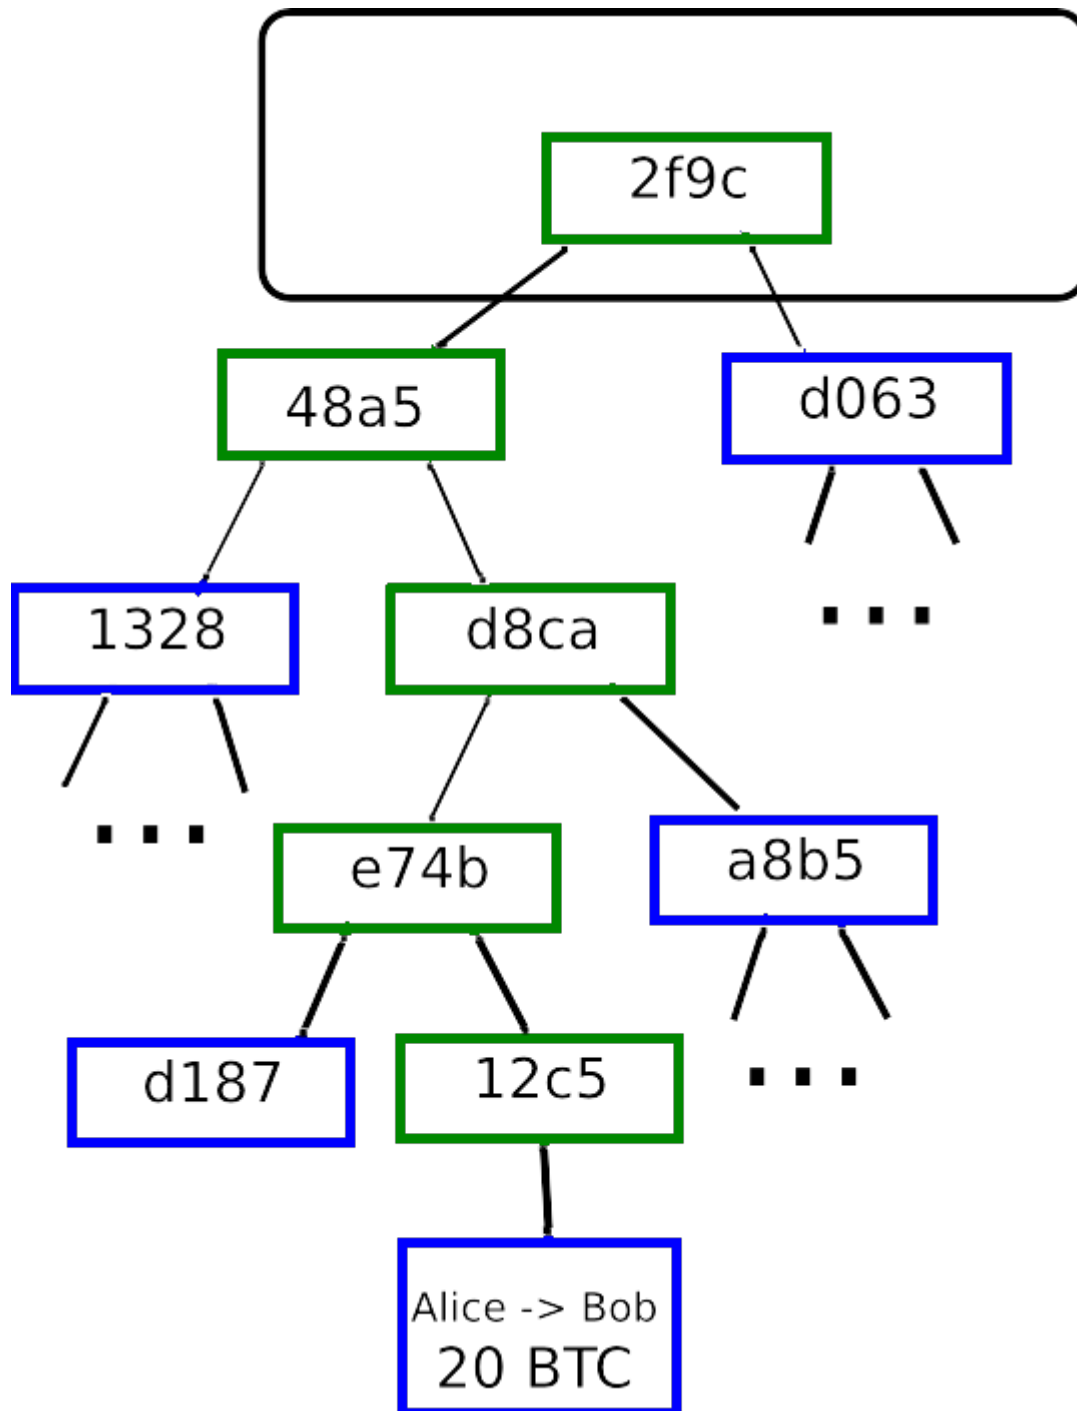 2f9c
48a5
d063
1328
d8ca
...
...
e74b
a8b5
d187
12c5
...
Alice -> Bob
20 BTC